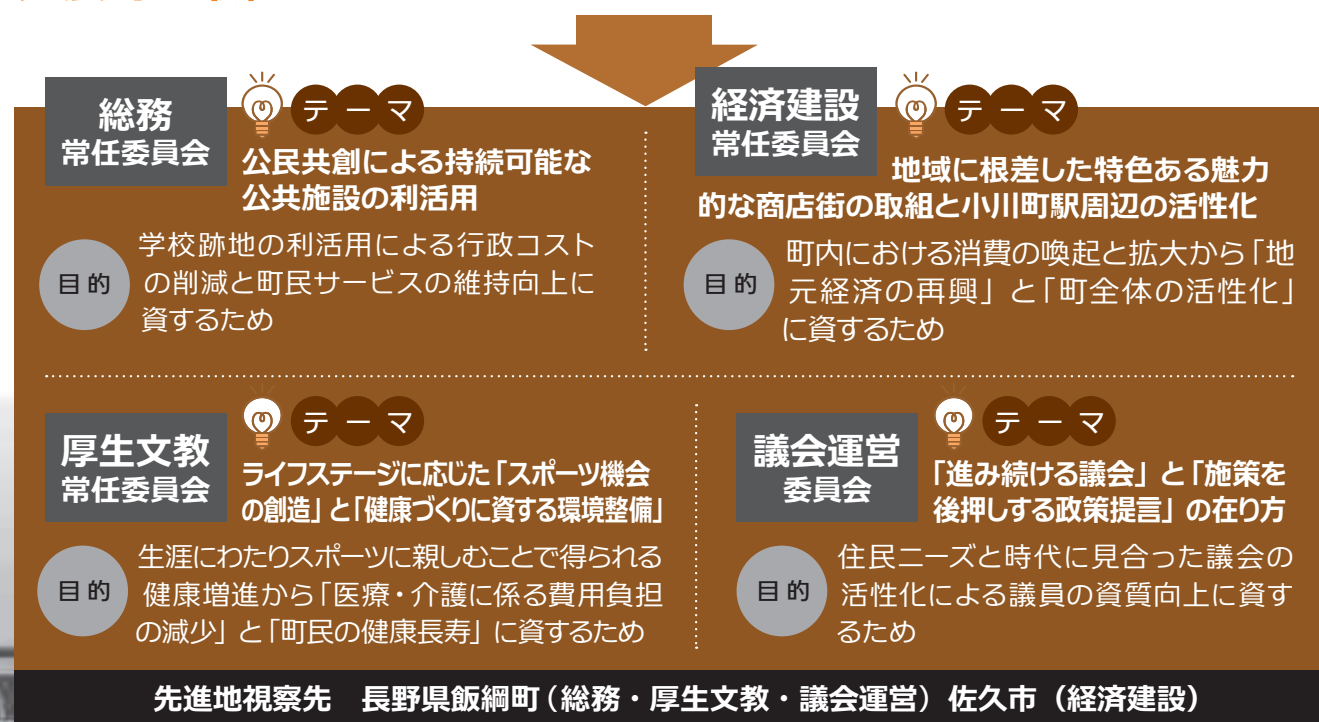 総務
常任委員会
テーマ
公民共創による持続可能な
公共施設の利活用
目的
学校跡地の利活用による行政コスト
の削減と町民サービスの維持向上に
資するため
経済建設
常任委員会
テーマ
地域に根差した特色ある魅力
的な商店街の取組と小川町駅周辺の活性化
目的
町内における消費の喚起と拡大から「地
元経済の再興」と「町全体の活性化」
に資するため
厚生文教
常任委員会
テーマ
ライフステージに応じた「スポーツ機会
の創造」と「健康づくりに資する環境整備」
目的
生涯にわたりスポーツに親しむことで得られる
健康増進から「医療・介護に係る費用負担
の減少」と「町民の健康長寿」に資するため
議会運営
委員会
テーマ
「進み続ける議会」と「施策を
後押しする政策提言」の在り方
目的
住民ニーズと時代に見合った議会の
活性化による議員の資質向上に資す
るため
先進地視察先　長野県飯綱町（総務・厚生文教・議会運営）佐久市（経済建設）